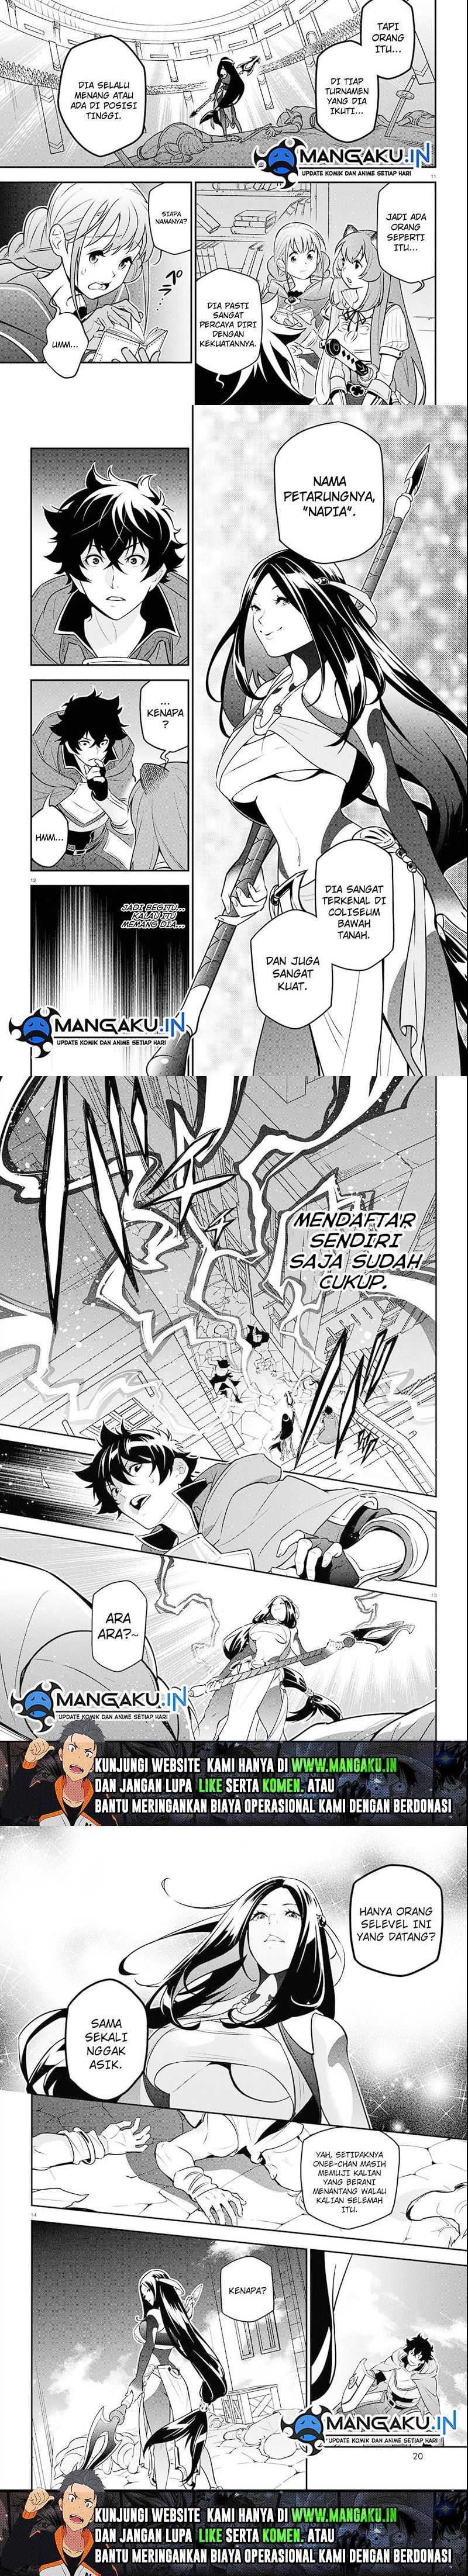 TAPI
ORANG
ITU...
DI TIAP
TURNAMEN
YANG DIA
IKUTI...
DIA SELALU
MENANG ATAU
ADA DI POSISI
TINGGI.
MANGAKU.IN
UPDATE KOMIK DAN ANIME SETIAP HARI
11
JADI ADA
ORANG
SEPERTI
ITU...
DIA PASTI
SANGAT
PERCAYA DIRI
DENGAN
KEKUATANNYA.
SIAPA
NAMANYA?
UMM...
NAMA
PETARUNGNYA,
"NADIA".
DIA SANGAT
TERKENAL DI
COLISEUM
BAWAH
TANAH.
DAN JUGA
SANGAT
KUAT.
...
KENAPA
?
HMM...
12
JADI BEGITU...
KALAU ITU
MEMANG DIA...
MANGAKU.IN
UPDATE KOMIK DAN ANIME SETIAP HARI
MENDAFTAR
SENDIRI
SAJA SUDAH
CUKUP.
13
ARA
ARA?~
MANGAKU.IN
UPDATE KOMIK DAN ANIME SETIAP HARI
KUNJUNGI WEBSITE KAMI HANYA DI WWW.MANGAKU.IN
DAN JANGAN LUPA LIKE SERTA KOMEN. ATAU
BANTU MERINGANKAN BIAYA OPERASIONAL KAMI DENGAN BERDONASI
HANYA ORANG
SELEVEL INI
YANG DATANG?
SAMA
SEKALI
NGGAK
ASIK.
YAH, SETIDAKNYA
ONEE-CHAN MASIH
MEMUJI KALIAN
YANG BERANI
MENANTANG WALAU
KALIAN SELEMAH
ITU.
14
KENAPA?
MANGAKU.IN
UPDATE KOMIK DAN ANIME SETIAP HARI
20
KUNJUNGI WEBSITE KAMI HANYA DI WWW.MANGAKU.IN
DAN JANGAN LUPA LIKE SERTA KOMEN. ATAU
BANTU MERINGANKAN BIAYA OPERASIONAL KAMI DENGAN BERDONASI